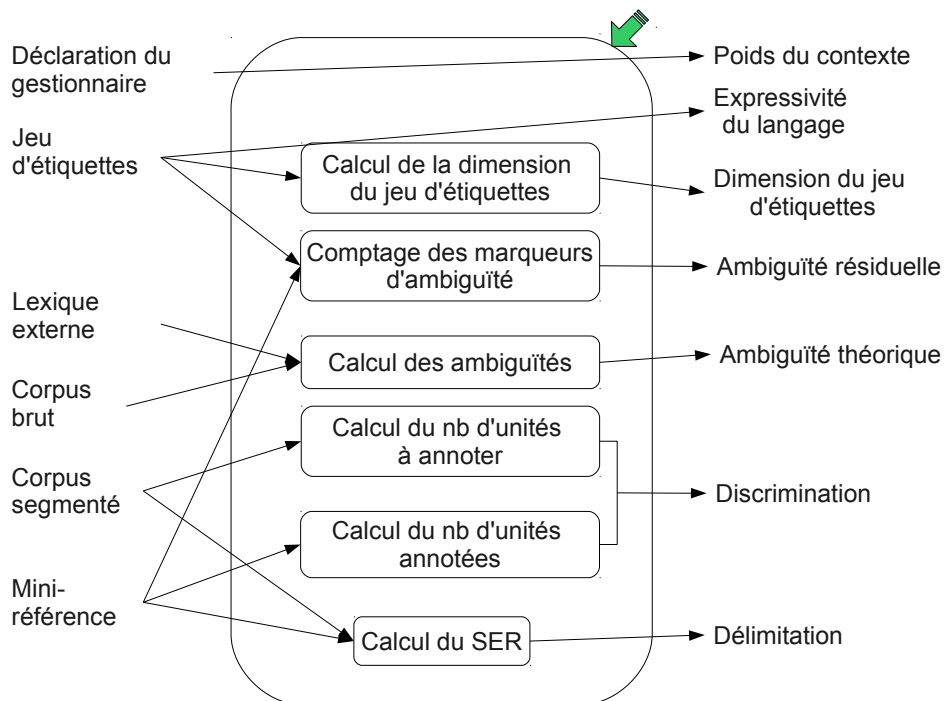 Déclaration du
gestionnaire
Jeu
d'étiquettes
Lexique
externe
Corpus
brut
Corpus
segmenté
Mini-
référence
Calcul de la dimension
du jeu d'étiquettes
Comptage des marqueurs
d'ambiguïté
Calcul des ambiguïtés
Calcul du nb d'unités
à annoter
Calcul du nb d'unités
annotées
Calcul du SER
Poids du contexte
Expressivité
du langage
Dimension du jeu
d'étiquettes
Ambiguïté résiduelle
Ambiguïté théorique
Discrimination
Délimitation